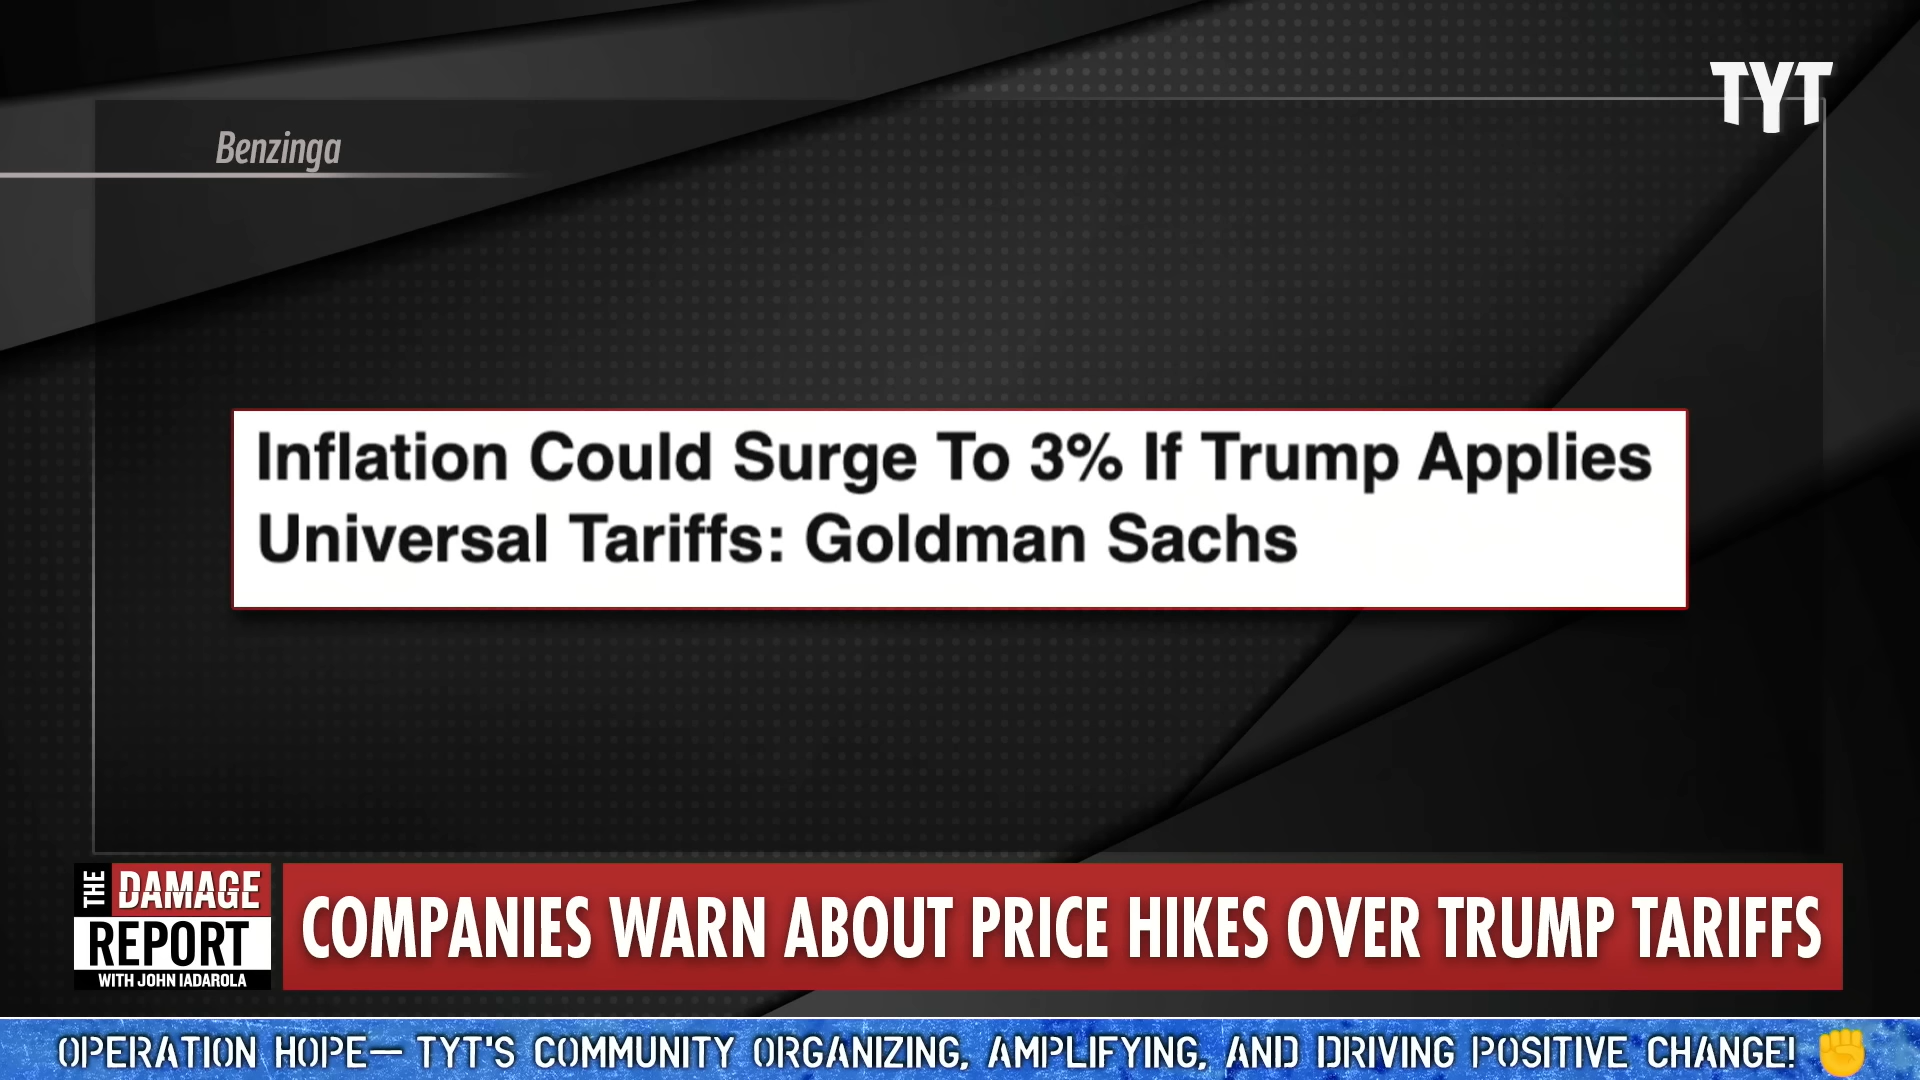 TYT
Benzinga
Inflation Could Surge To 3% If Trump Applies
Universal Tariffs: Goldman Sachs
THE DAMAGE
REPORT
WITH JOHN IADAROLA
COMPANIES WARN ABOUT PRICE HIKES OVER TRUMP TARIFFS
OPERATION HOPE— TYT'S COMMUNITY ORGANIZING, AMPLIFYING, AND DRIVING POSITIVE CHANGE! ✊